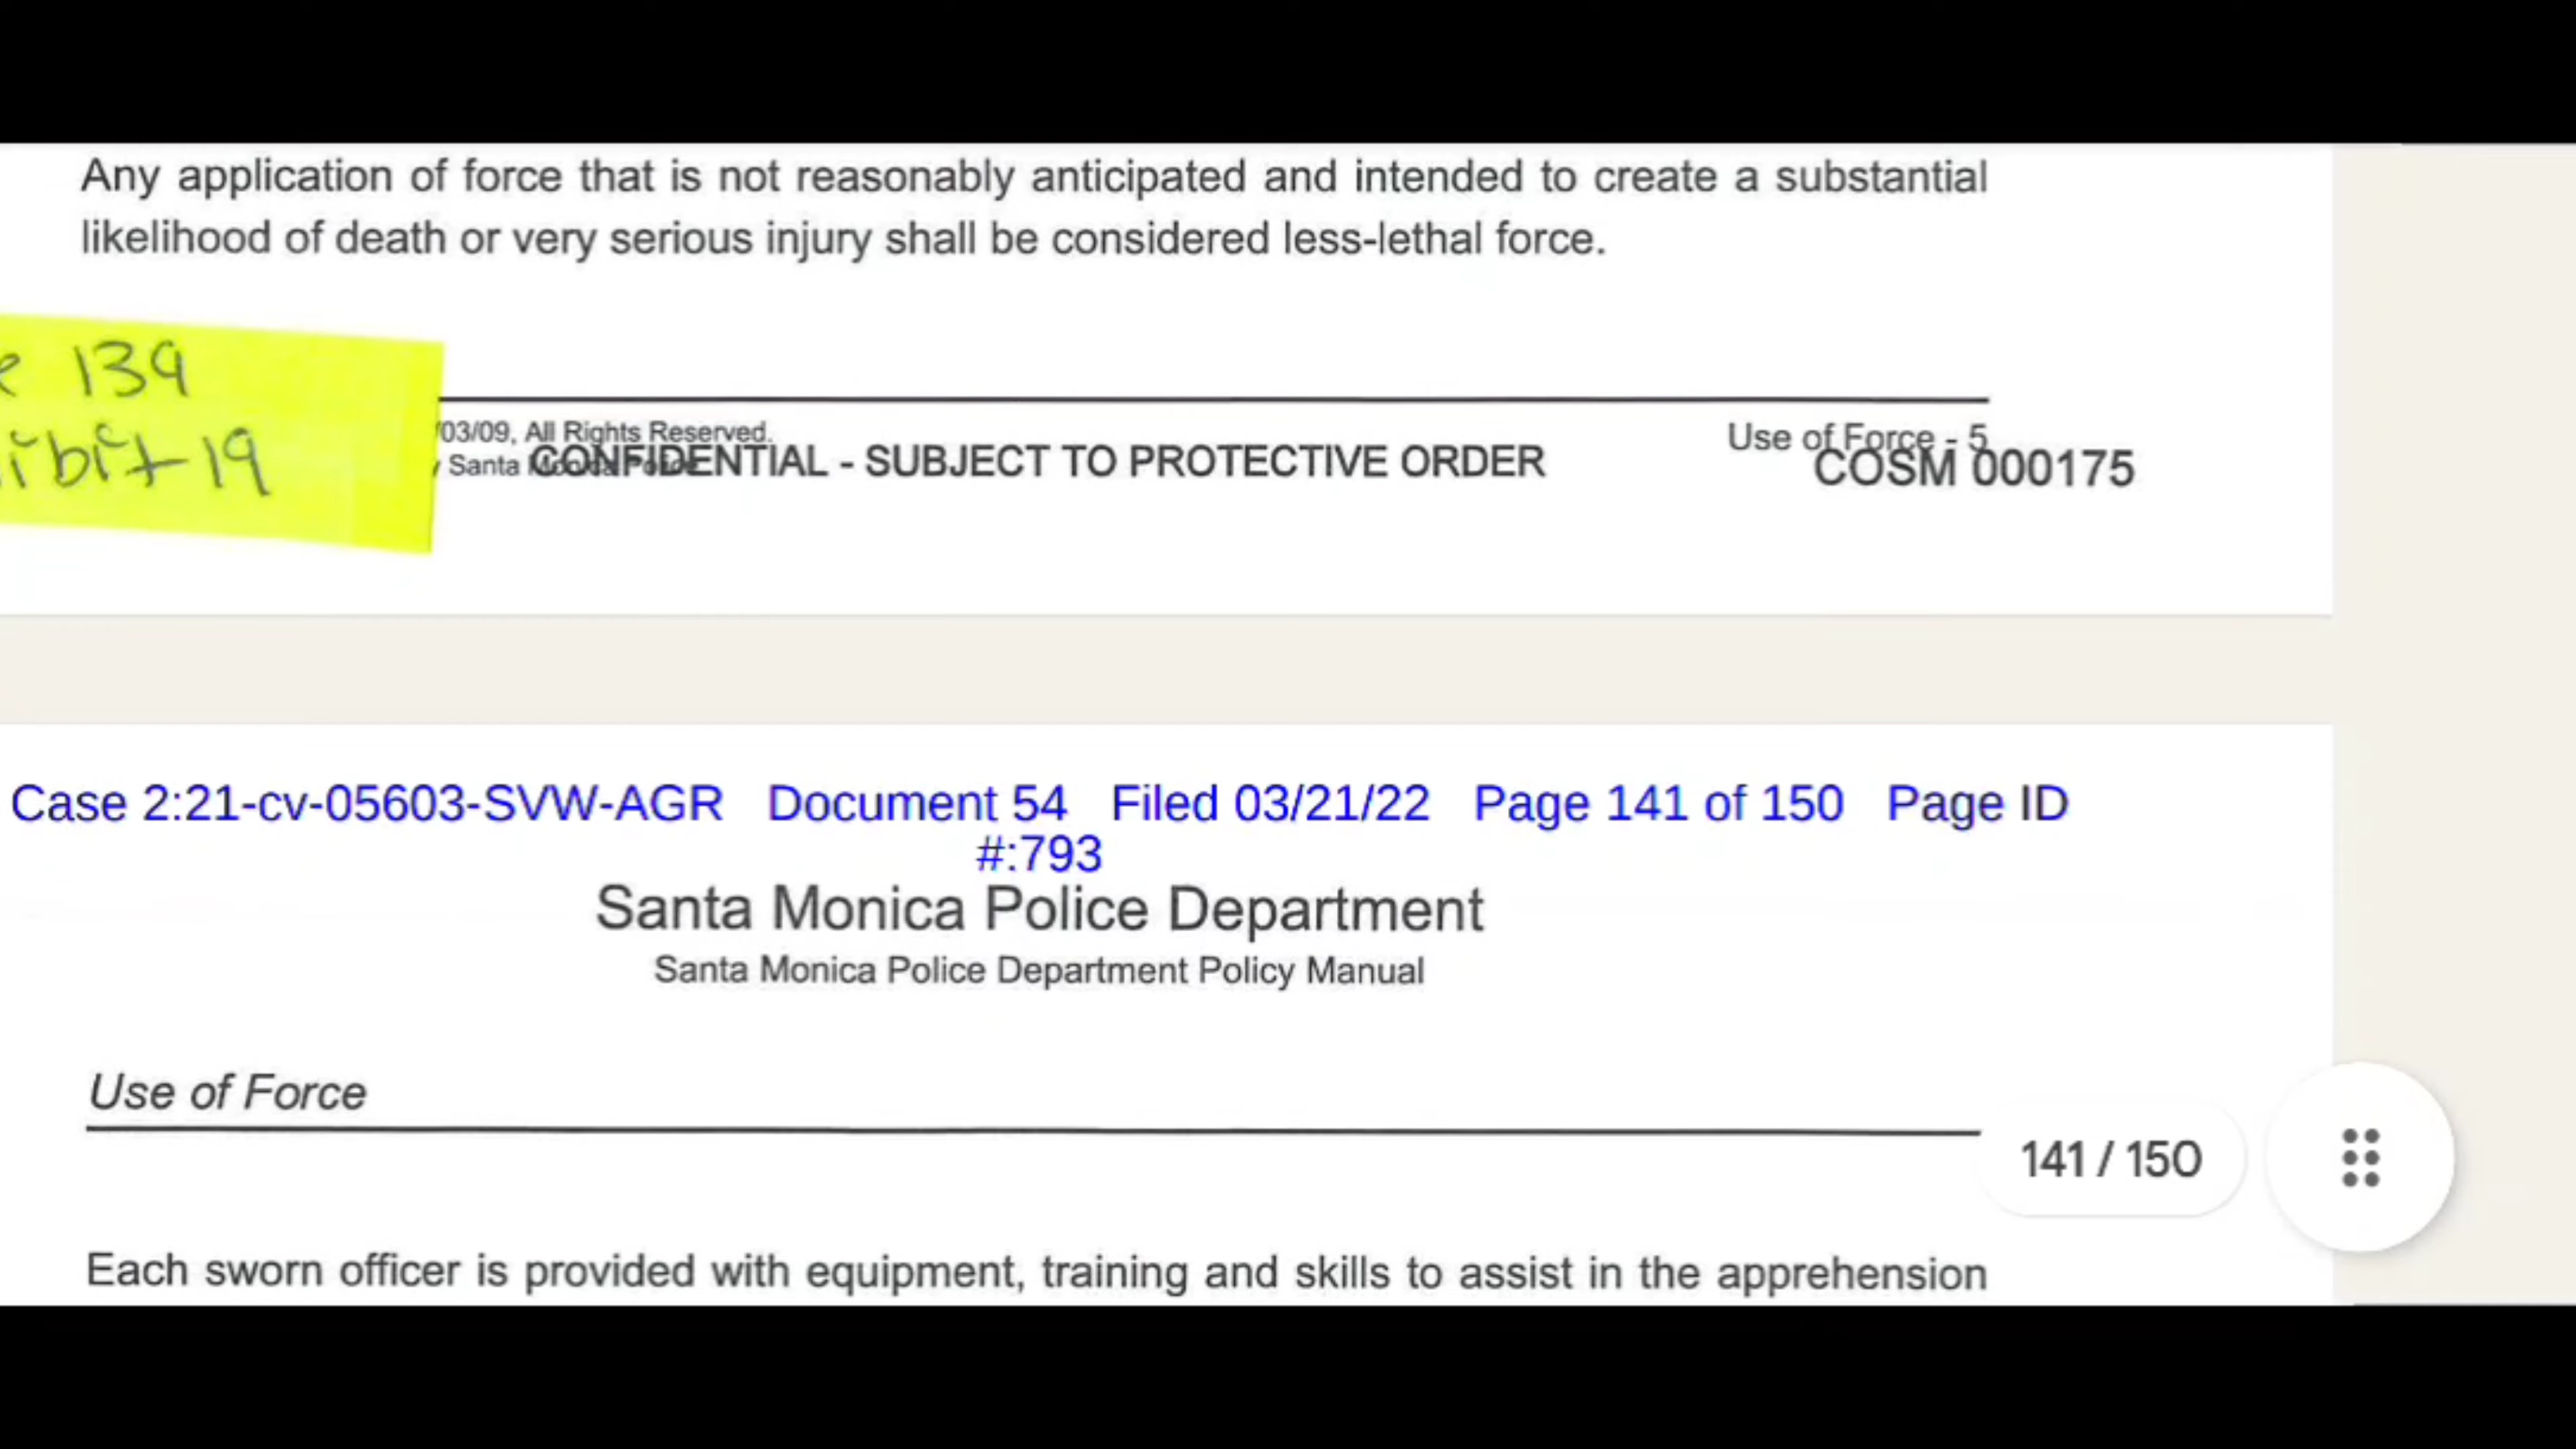 Any application of force that is not reasonably anticipated and intended to create a substantial
likelihood of death or very serious injury shall be considered less-lethal force.
139
19
/03/09, All Rights Reserved.
Santa Monica Police
CONFIDENTIAL - SUBJECT TO PROTECTIVE ORDER
Use of Force - 5
COSM 000175
Case 2:21-cv-05603-SVW-AGR Document 54 Filed 03/21/22 Page 141 of 150 Page ID
#:793
Santa Monica Police Department
Santa Monica Police Department Policy Manual
Use of Force
141 / 150
Each sworn officer is provided with equipment, training and skills to assist in the apprehension